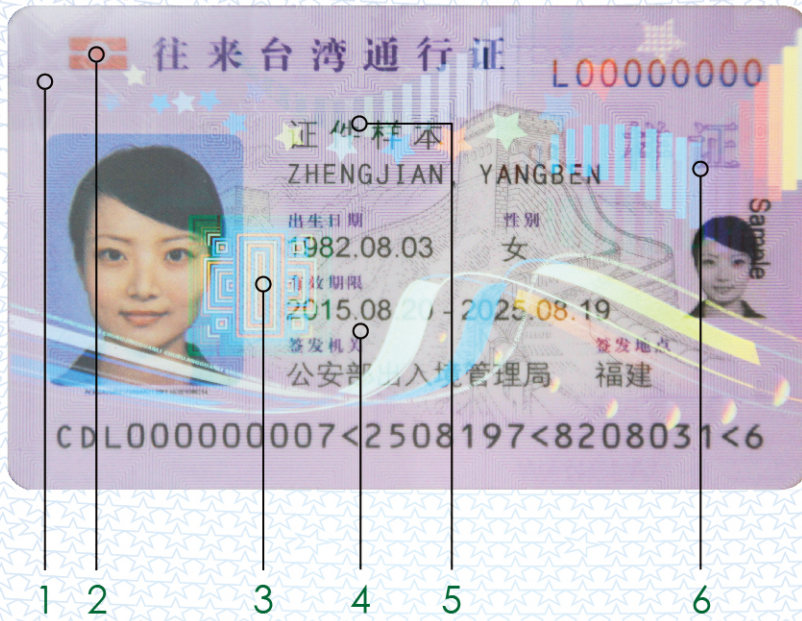 往来台湾通行证
L00000000
样证
证件样本
ZHENGJIAN, YANGBEN
Sample
出生日期 性别
1982.08.03 女
有效期限
2015.08.20 - 2025.08.19
签发机关 签发地点
公安部出入境管理局 福建
CDL000000007<2508197<8208031<6
1 2 3 4 5 6